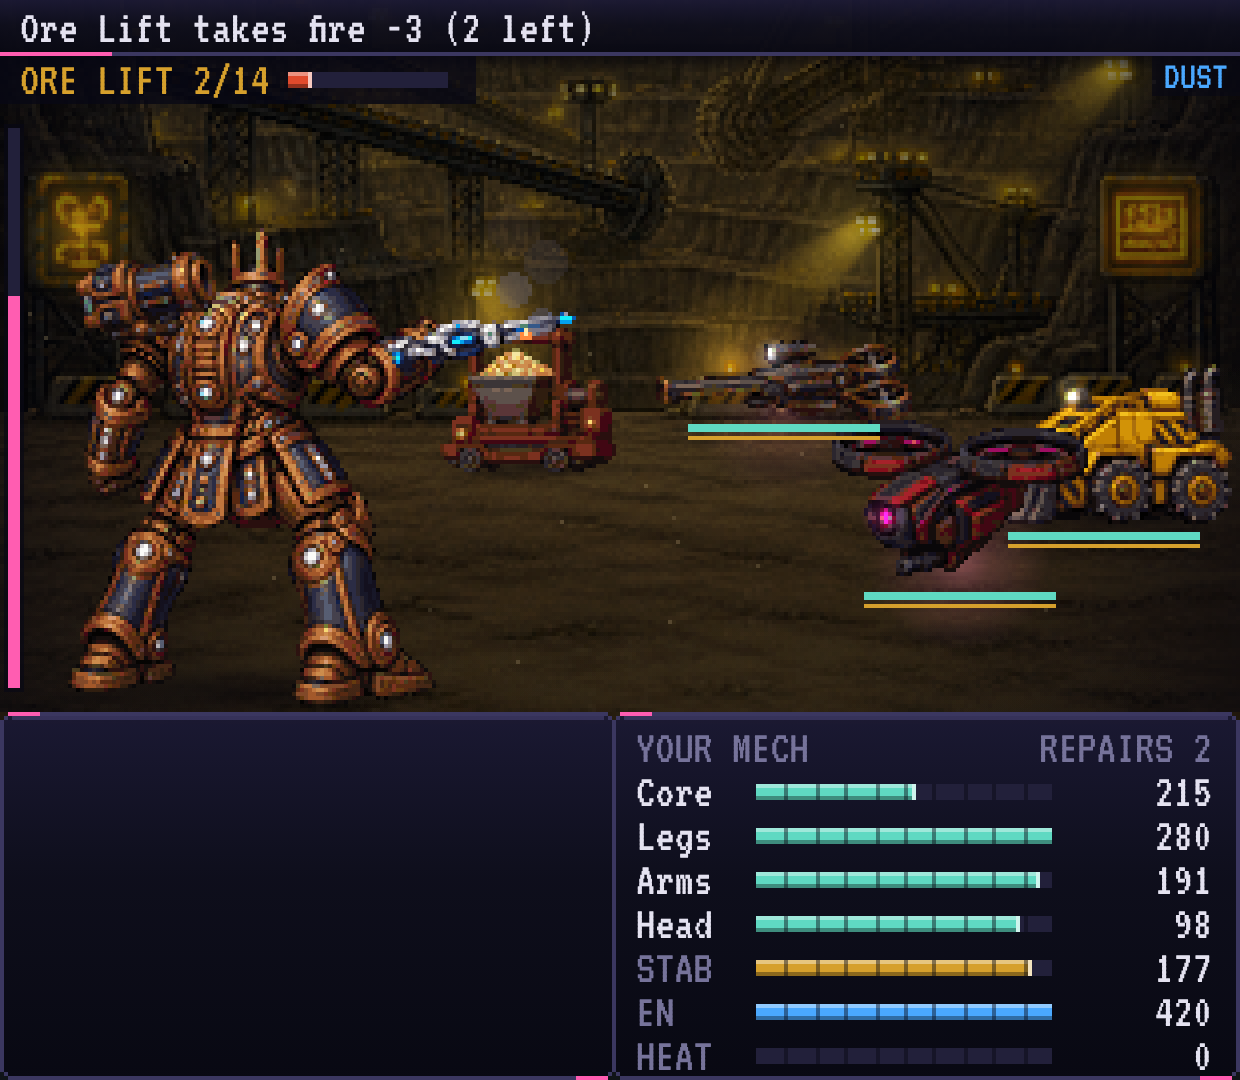 Ore Lift takes fire -3 (2 left)
ORE LIFT 2/14
DUST
YOUR MECH REPAIRS 2
Core 215
Legs 280
Arms 191
Head 98
STAB 177
EN 420
HEAT 0